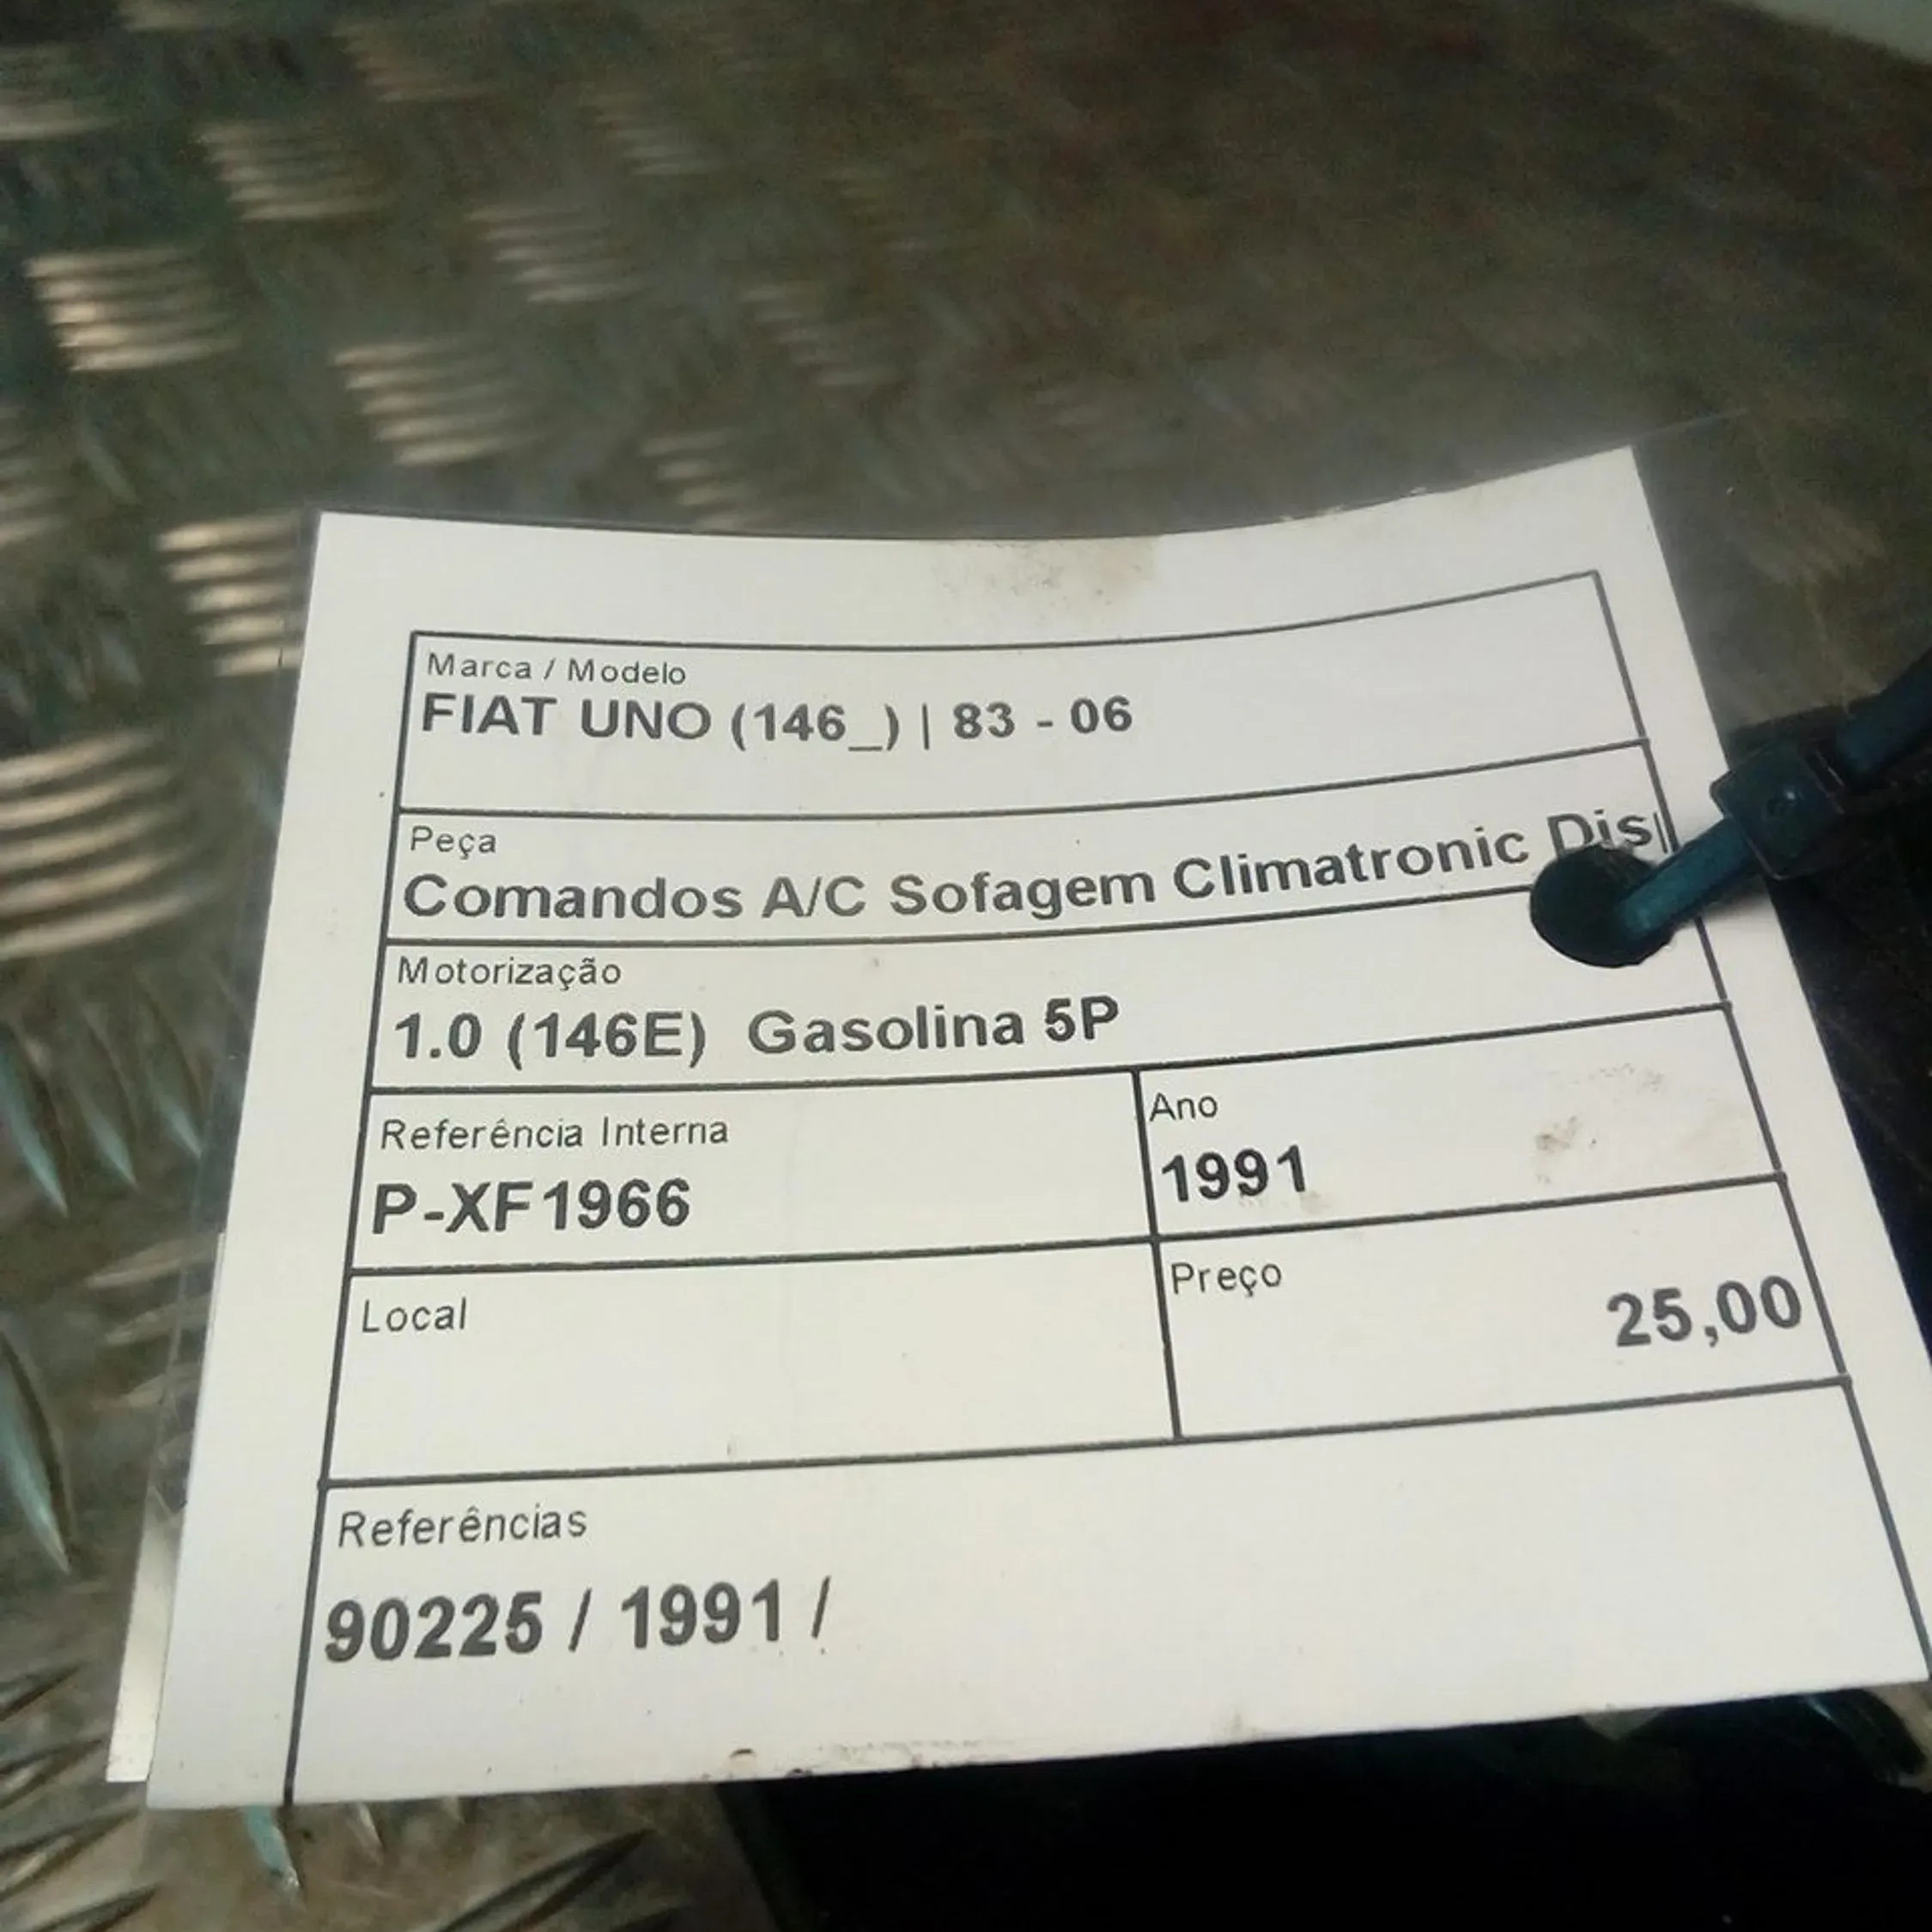 Marca / Modelo
FIAT UNO (146_) | 83 - 06
Peça
Comandos A/C Sofagem Climatronic
Motorização
1.0 (146E) Gasolina 5P
Referência Interna
P-XF1966
Ano
1991
Local
Preço
25,00
Referências
90225 / 1991 /